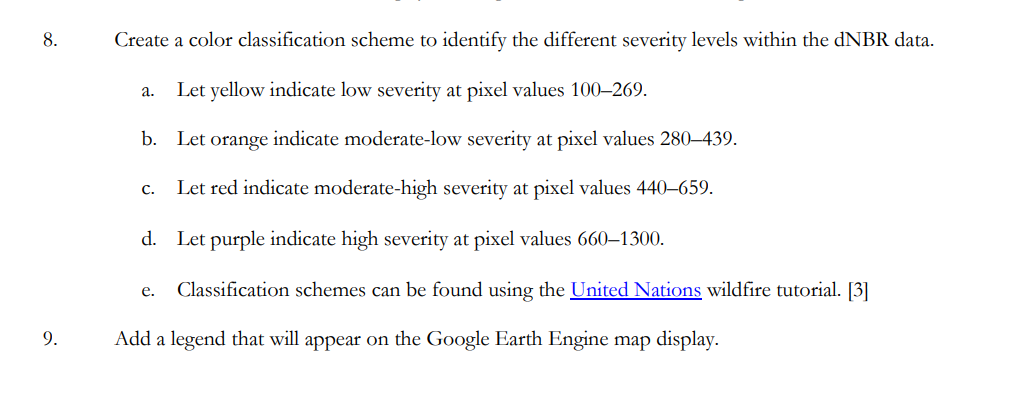 8. Create a color classification scheme to identify the different severity levels within the dNBR data.
a. Let yellow indicate low severity at pixel values 100–269.
b. Let orange indicate moderate-low severity at pixel values 280–439.
c. Let red indicate moderate-high severity at pixel values 440–659.
d. Let purple indicate high severity at pixel values 660–1300.
e. Classification schemes can be found using the United Nations wildfire tutorial. [3]
9. Add a legend that will appear on the Google Earth Engine map display.